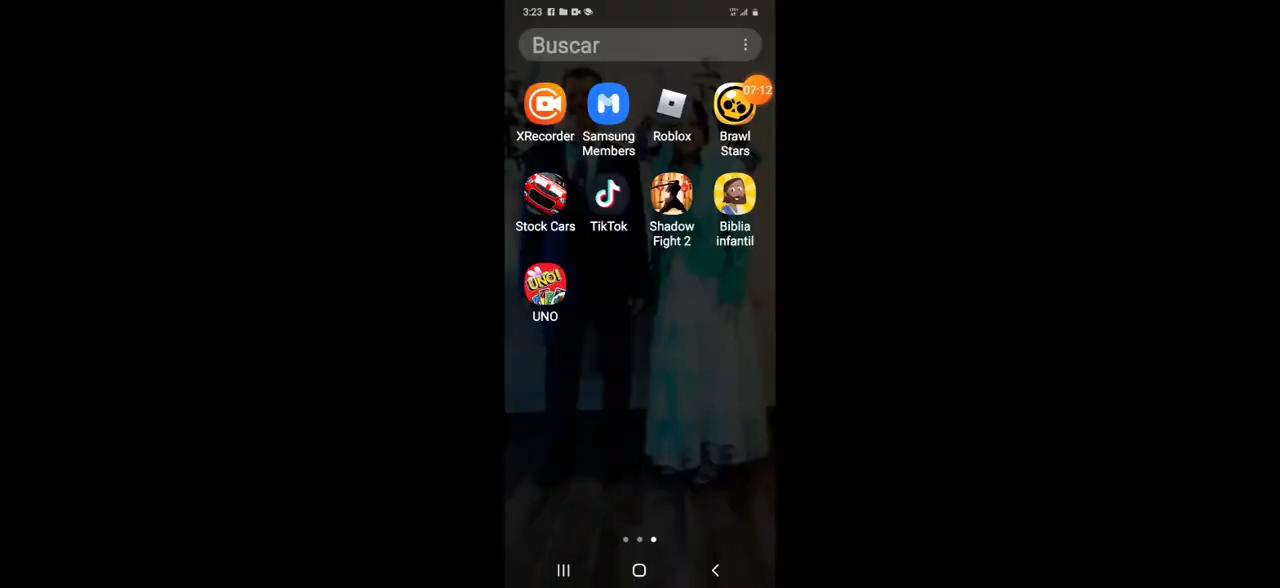 3:23
Buscar
07:12
XRecorder
Samsung
Members
Roblox
Brawl
Stars
Stock Cars
TikTok
Shadow
Fight 2
Biblia
infantil
UNO!
UNO